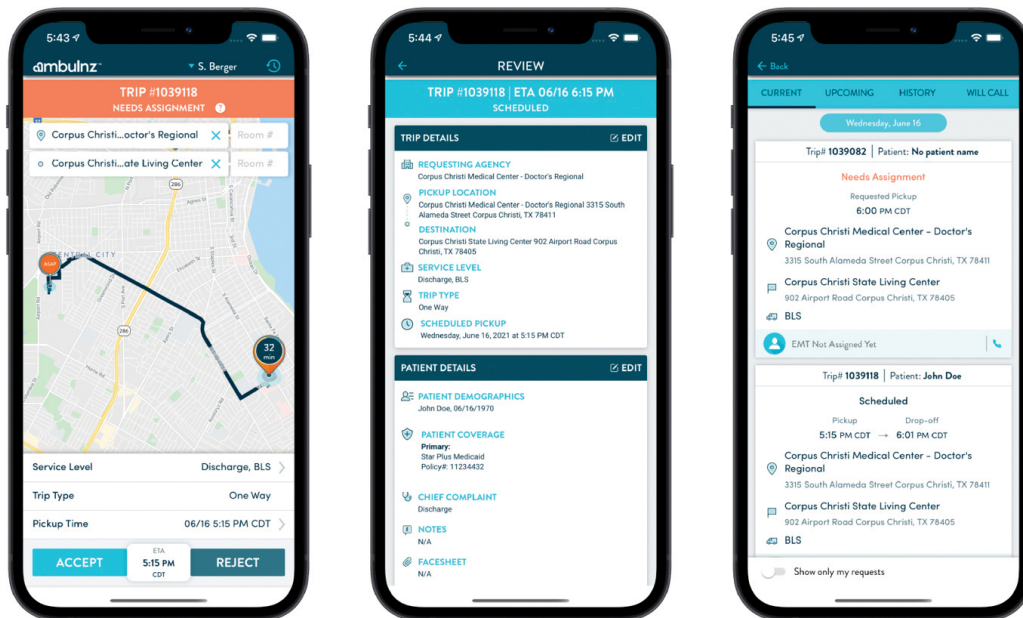 5:43
ambulnz
S. Berger
TRIP #1039118
NEEDS ASSIGNMENT ?
Corpus Christi...octor's Regional
Room #
Corpus Christi...ate Living Center
Room #
286
Agnes St
CENTRAL CITY
ASAP
286
32
min
Service Level
Discharge, BLS
Trip Type
One Way
Pickup Time
06/16 5:15 PM CDT
ACCEPT
ETA
5:15 PM
CDT
REJECT
5:44
REVIEW
TRIP #1039118 | ETA 06/16 6:15 PM
SCHEDULED
TRIP DETAILS
EDIT
REQUESTING AGENCY
Corpus Christi Medical Center - Doctor's Regional
PICKUP LOCATION
Corpus Christi Medical Center - Doctor's Regional 3315 South
Alameda Street Corpus Christi, TX 78411
DESTINATION
Corpus Christi State Living Center 902 Airport Road Corpus
Christi, TX 78405
SERVICE LEVEL
Discharge, BLS
TRIP TYPE
One Way
SCHEDULED PICKUP
Wednesday, June 16, 2021 at 5:15 PM CDT
PATIENT DETAILS
EDIT
PATIENT DEMOGRAPHICS
John Doe, 06/16/1970
PATIENT COVERAGE
Primary:
Star Plus Medicaid
Policy#: 11234432
CHIEF COMPLAINT
Discharge
NOTES
N/A
FACESHEET
N/A
5:45
Back
CURRENT
UPCOMING
HISTORY
WILL CALL
Wednesday, June 16
Trip# 1039082 | Patient: No patient name
Needs Assignment
Requested Pickup
6:00 PM CDT
Corpus Christi Medical Center - Doctor's
Regional
3315 South Alameda Street Corpus Christi, TX 78411
Corpus Christi State Living Center
902 Airport Road Corpus Christi, TX 78405
BLS
EMT Not Assigned Yet
Trip# 1039118 | Patient: John Doe
Scheduled
Pickup
Drop-off
5:15 PM CDT → 6:01 PM CDT
Corpus Christi Medical Center - Doctor's
Regional
3315 South Alameda Street Corpus Christi, TX 78411
Corpus Christi State Living Center
902 Airport Road Corpus Christi, TX 78405
BLS
Show only my requests